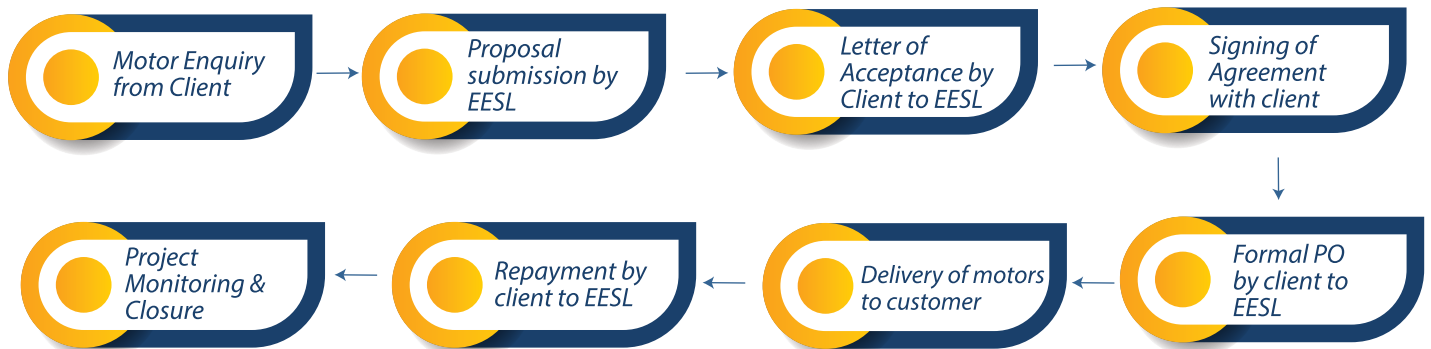 Motor Enquiry
from Client
Proposal
submission by
EESL
Letter of
Acceptance by
Client to EESL
Signing of
Agreement
with client
Formal PO
by client to
EESL
Delivery of motors
to customer
Repayment by
client to EESL
Project
Monitoring &
Closure